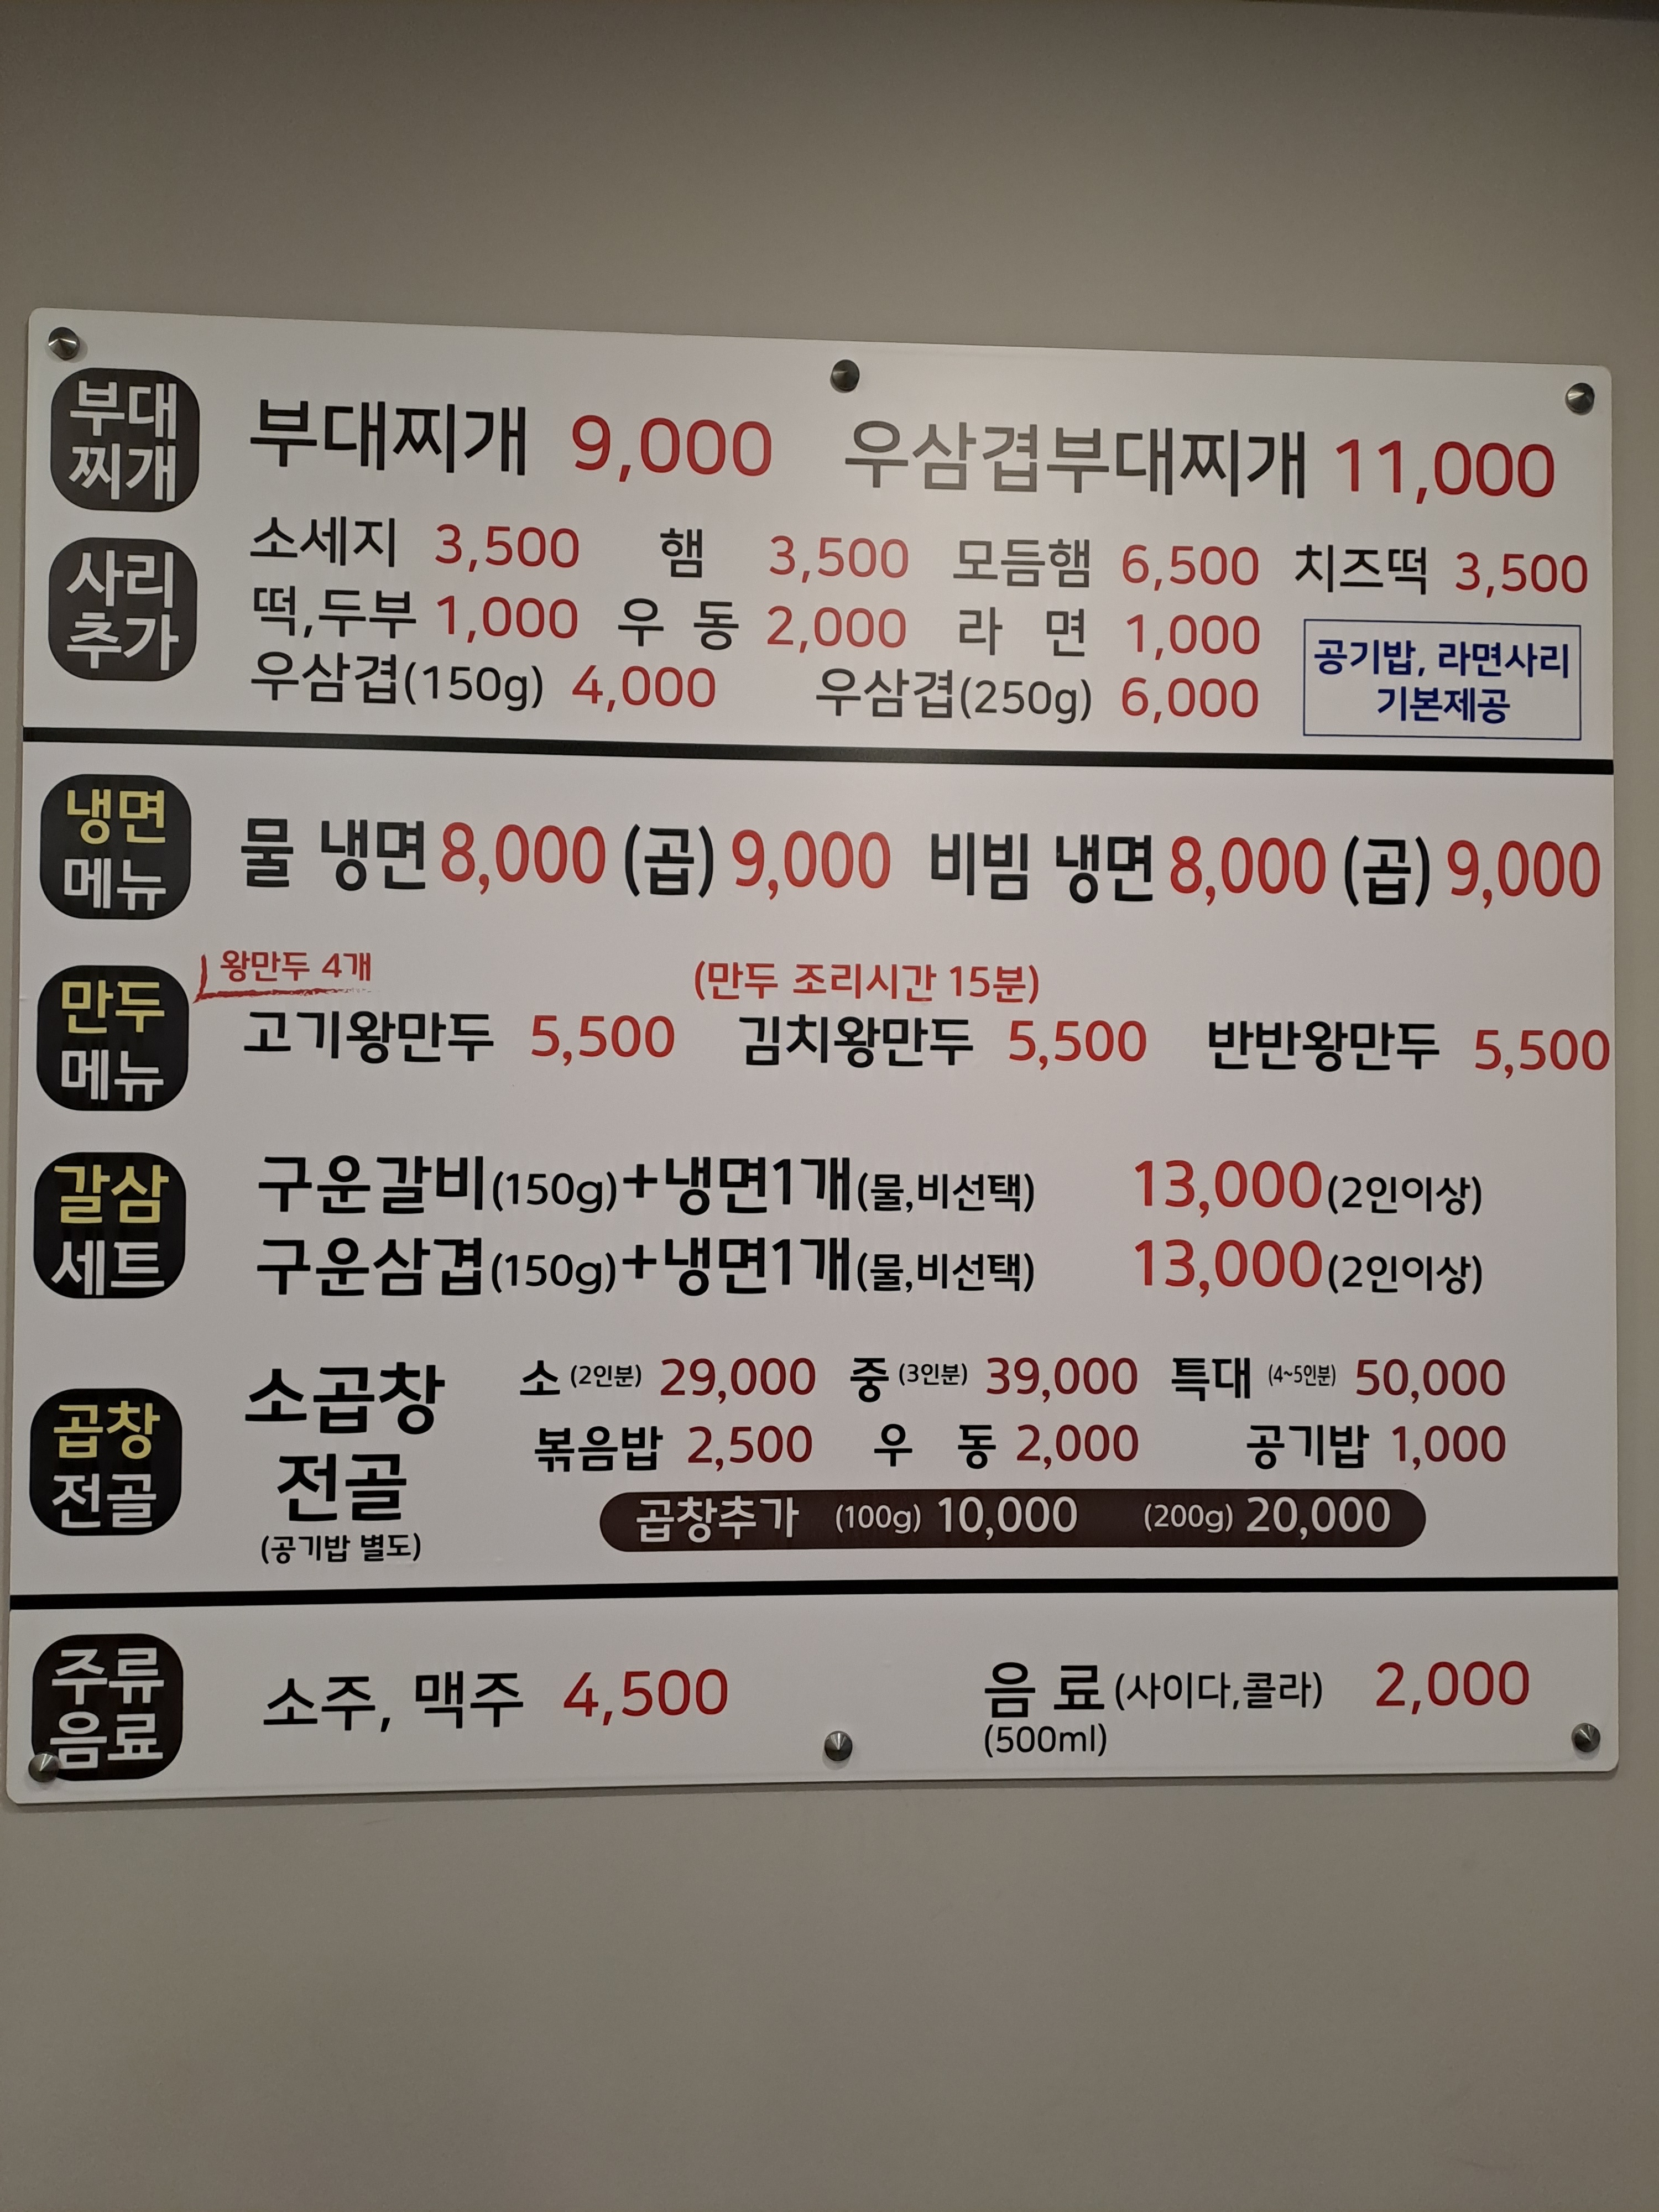 부대
찌개
부대찌개 9,000 우삼겹부대찌개 11,000
사리
추가
소세지 3,500 햄 3,500 모듬햄 6,500 치즈떡 3,500
떡,두부 1,000 우 동 2,000 라 면 1,000
우삼겹(150g) 4,000 우삼겹(250g) 6,000
공기밥, 라면사리
기본제공
냉면
메뉴
물 냉면 8,000 (곱) 9,000 비빔 냉면 8,000 (곱) 9,000
만두
메뉴
왕만두 4개 (만두 조리시간 15분)
고기왕만두 5,500 김치왕만두 5,500 반반왕만두 5,500
갈삼
세트
구운갈비(150g)+냉면1개(물,비선택) 13,000(2인이상)
구운삼겹(150g)+냉면1개(물,비선택) 13,000(2인이상)
곱창
전골
소곱창
전골
(공기밥 별도)
소 (2인분) 29,000 중 (3인분) 39,000 특대 (4~5인분) 50,000
볶음밥 2,500 우 동 2,000 공기밥 1,000
곱창추가 (100g) 10,000 (200g) 20,000
주류
음료
소주, 맥주 4,500 음 료 (사이다,콜라) 2,000
(500ml)